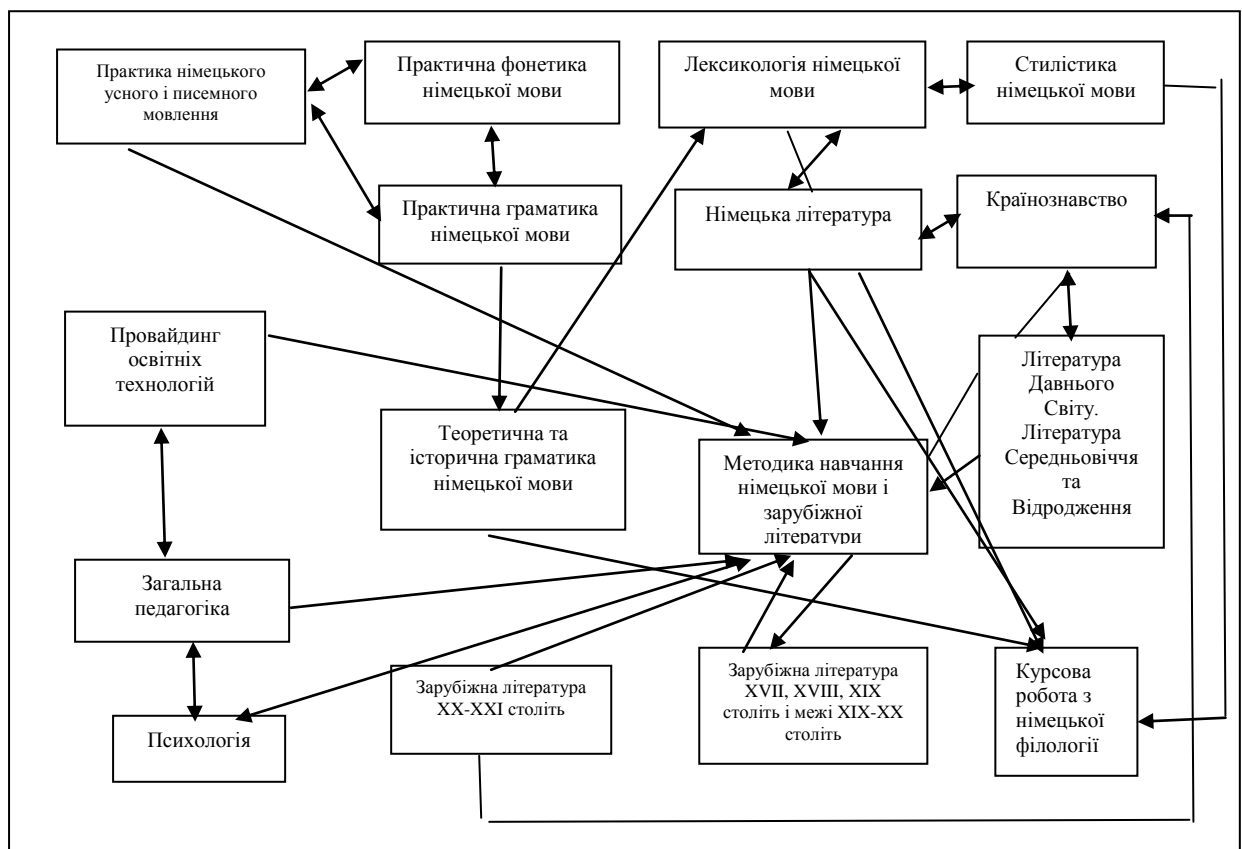 Практика німецького
усного і писемного
мовлення
Практична фонетика
німецької мови
Лексикологія німецької
мови
Стилістика
німецької мови
Практична граматика
німецької мови
Німецька література
Країнознавство
Провайдинг
освітніх
технологій
Теоретична та
історична граматика
німецької мови
Методика навчання
німецької мови і
зарубіжної
літератури
Література
Давнього
Світу.
Література
Середньовіччя
та
Відродження
Загальна
педагогіка
Психологія
Зарубіжна література
ХХ-ХХІ століть
Зарубіжна література
XVII, XVIII, XIX
століть і межі XIX-XX
століть
Курсова
робота з
німецької
філології